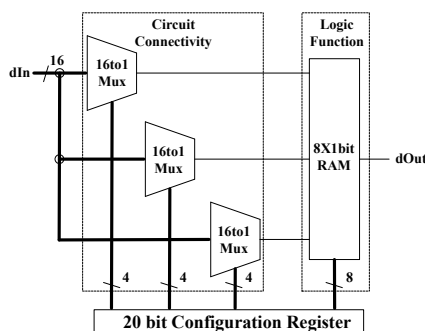 Circuit
Connectivity
Logic
Function
dIn
16
16to1
Mux
16to1
Mux
16to1
Mux
8X1bit
RAM
dOut
4
4
4
8
20 bit Configuration Register